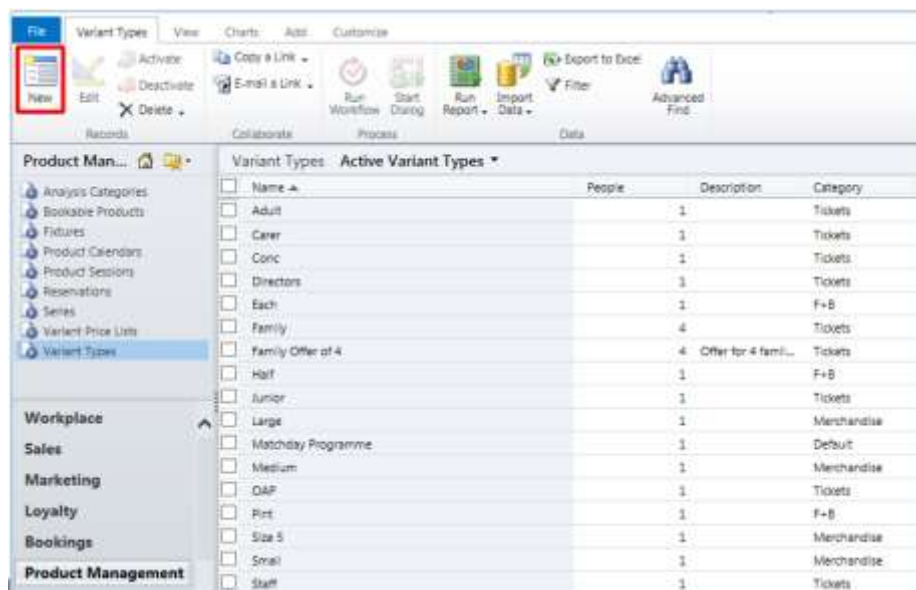 File Variant Types View Charts Add Customize
New
Edit
Activate
Deactivate
Delete
Records
Copy a Link
E-mail a Link
Collaborate
Run Workflow
Start Dialog
Process
Run Report
Import Data
Export to Excel
Filter
Advanced Find
Data
Product Man...
Analysis Categories
Bookable Products
Fixtures
Product Calendars
Product Sessions
Reservations
Series
Variant Price Lists
Variant Types
Workplace
Sales
Marketing
Loyalty
Bookings
Product Management
Variant Types Active Variant Types
Name People Description Category
Adult 1 Tickets
Carer 1 Tickets
Conc 1 Tickets
Directors 1 Tickets
Each 1 F+B
Family 4 Tickets
Family Offer of 4 4 Offer for 4 famil... Tickets
Half 1 F+B
Junior 1 Tickets
Large 1 Merchandise
Matchday Programme 1 Default
Medium 1 Merchandise
OAP 1 Tickets
Pint 1 F+B
Size 5 1 Merchandise
Small 1 Merchandise
Staff 1 Tickets